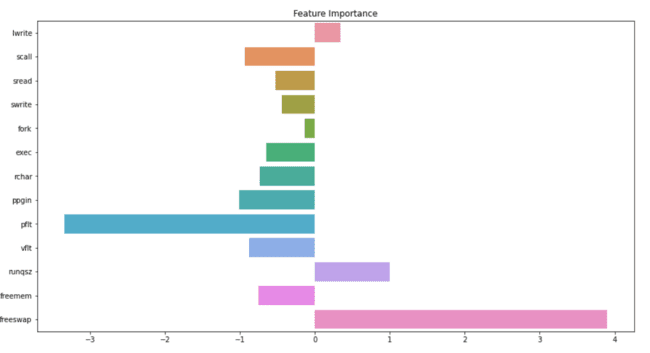 Feature Importance
lwrite
scall
sread
swrite
fork
exec
rchar
ppgin
pflt
vflt
runqsz
freemem
freeswap
−3 −2 −1 0 1 2 3 4